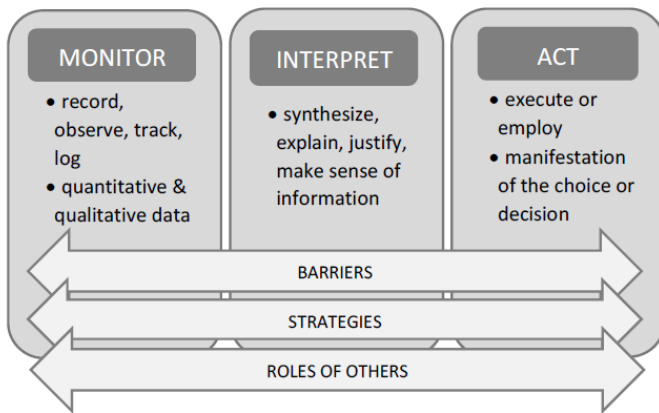 MONITOR
• record,
observe, track,
log
• quantitative &
qualitative data
INTERPRET
• synthesize,
explain, justify,
make sense of
information
ACT
• execute or
employ
• manifestation
of the choice or
decision
BARRIERS
STRATEGIES
ROLES OF OTHERS